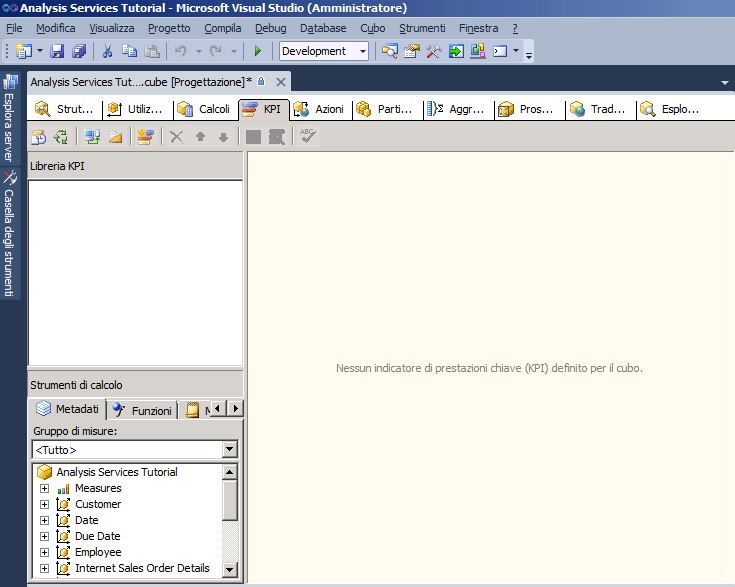 Analysis Services Tutorial - Microsoft Visual Studio (Amministratore)
File Modifica Visualizza Progetto Compila Debug Database Cubo Strumenti Finestra ?
Development
Analysis Services Tut....cube [Progettazione]*
Strut... Utiliz... Calcoli KPI Azioni Parti... Aggr... Pros... Trad... Esplo...
Esplora server
Casella degli strumenti
ABC
Libreria KPI
Nessun indicatore di prestazioni chiave (KPI) definito per il cubo.
Strumenti di calcolo
Metadati Funzioni
Gruppo di misure:
<Tutto>
Analysis Services Tutorial
Measures
Customer
Date
Due Date
Employee
Internet Sales Order Details